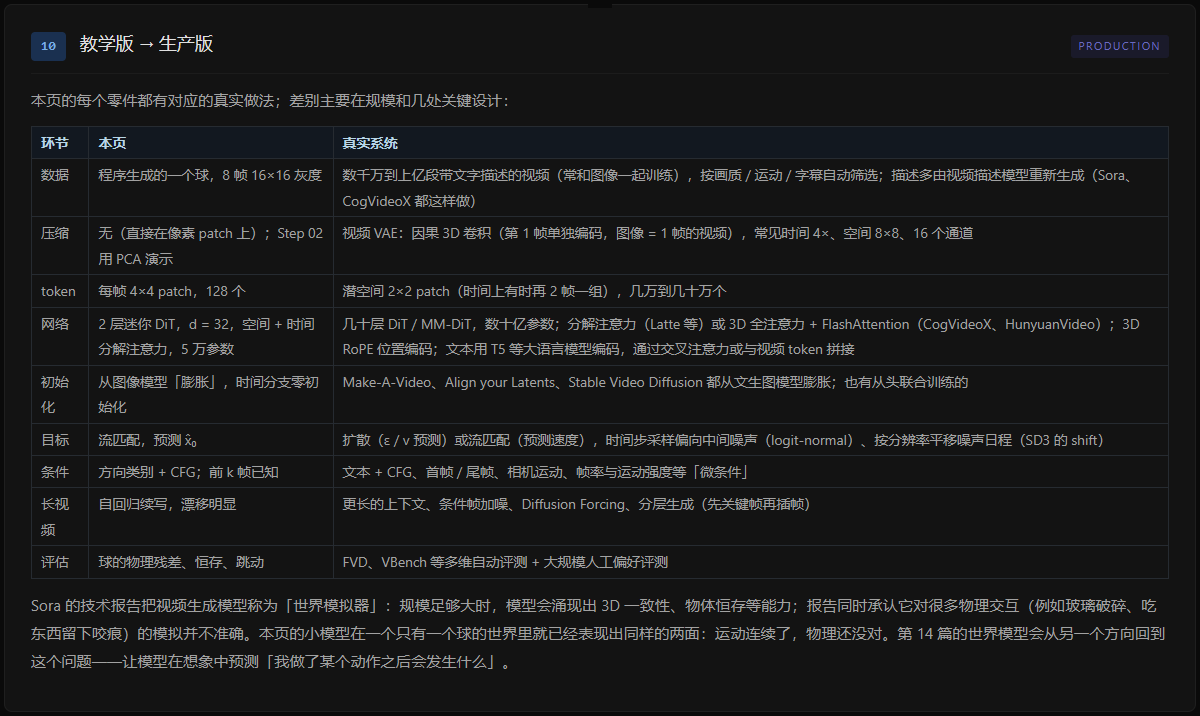 10 教学版 → 生产版 PRODUCTION
本页的每个零件都有对应的真实做法；差别主要在规模和几处关键设计：
环节 本页 真实系统
数据 程序生成的一个球，8 帧 16×16 灰度 数千万到上亿段带文字描述的视频（常和图像一起训练），按画质 / 运动 / 字幕自动筛选；描述多由视频描述模型重新生成（Sora、
CogVideoX 都这样做）
压缩 无（直接在像素 patch 上）；Step 02 视频 VAE：因果 3D 卷积（第 1 帧单独编码，图像 = 1 帧的视频），常见时间 4×、空间 8×8、16 个通道
用 PCA 演示
token 每帧 4×4 patch，128 个 潜空间 2×2 patch（时间上有时再 2 帧一组），几万到几十万个
网络 2 层迷你 DiT，d = 32，空间 + 时间 几十层 DiT / MM-DiT，数十亿参数；分解注意力（Latte 等）或 3D 全注意力 + FlashAttention（CogVideoX、HunyuanVideo）；3D
分解注意力，5 万参数 RoPE 位置编码；文本用 T5 等大语言模型编码，通过交叉注意力或与视频 token 拼接
初始 从图像模型「膨胀」，时间分支零初 Make-A-Video、Align your Latents、Stable Video Diffusion 都从文生图模型膨胀；也有从头联合训练的
化 始化
目标 流匹配，预测 x̂₀ 扩散（ε / v 预测）或流匹配（预测速度），时间步采样偏向中间噪声（logit-normal）、按分辨率平移噪声日程（SD3 的 shift）
条件 方向类别 + CFG；前 k 帧已知 文本 + CFG、首帧 / 尾帧、相机运动、帧率与运动强度等「微条件」
长视 自回归续写，漂移明显 更长的上下文、条件帧加噪、Diffusion Forcing、分层生成（先关键帧再插帧）
频
评估 球的物理残差、恒存、跳动 FVD、VBench 等多维自动评测 + 大规模人工偏好评测
Sora 的技术报告把视频生成模型称为「世界模拟器」：规模足够大时，模型会涌现出 3D 一致性、物体恒存等能力；报告同时承认它对很多物理交互（例如玻璃破碎、吃
东西留下咬痕）的模拟并不准确。本页的小模型在一个只有一个球的世界里就已经表现出同样的两面：运动连续了，物理还没对。第 14 篇的世界模型会从另一个方向回到
这个问题——让模型在想象中预测「我做了某个动作之后会发生什么」。